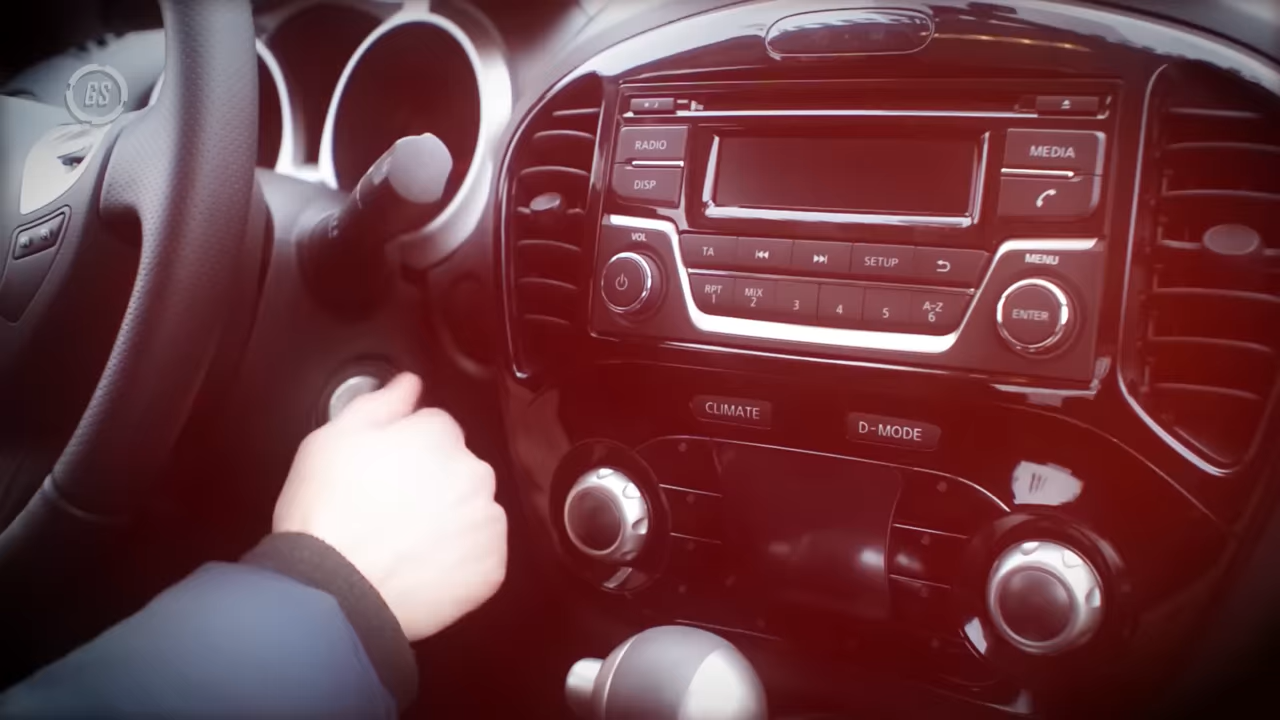 GS
RADIO
MEDIA
DISP
VOL
TA
SETUP
MENU
RPT
1
MIX
2
3
4
5
A-Z
6
ENTER
CLIMATE
D-MODE